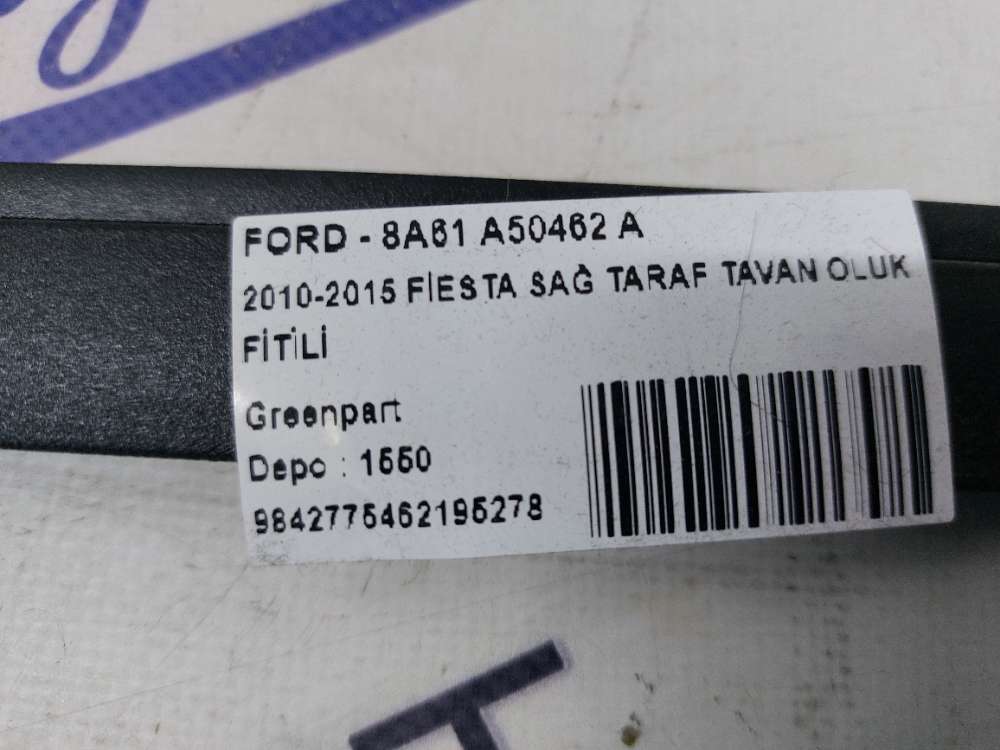 FORD - 8A61 A50462 A
2010-2015 FİESTA SAĞ TARAF TAVAN OLUK
FİTİLİ
Greenpart
Depo : 1550
9842775462195278